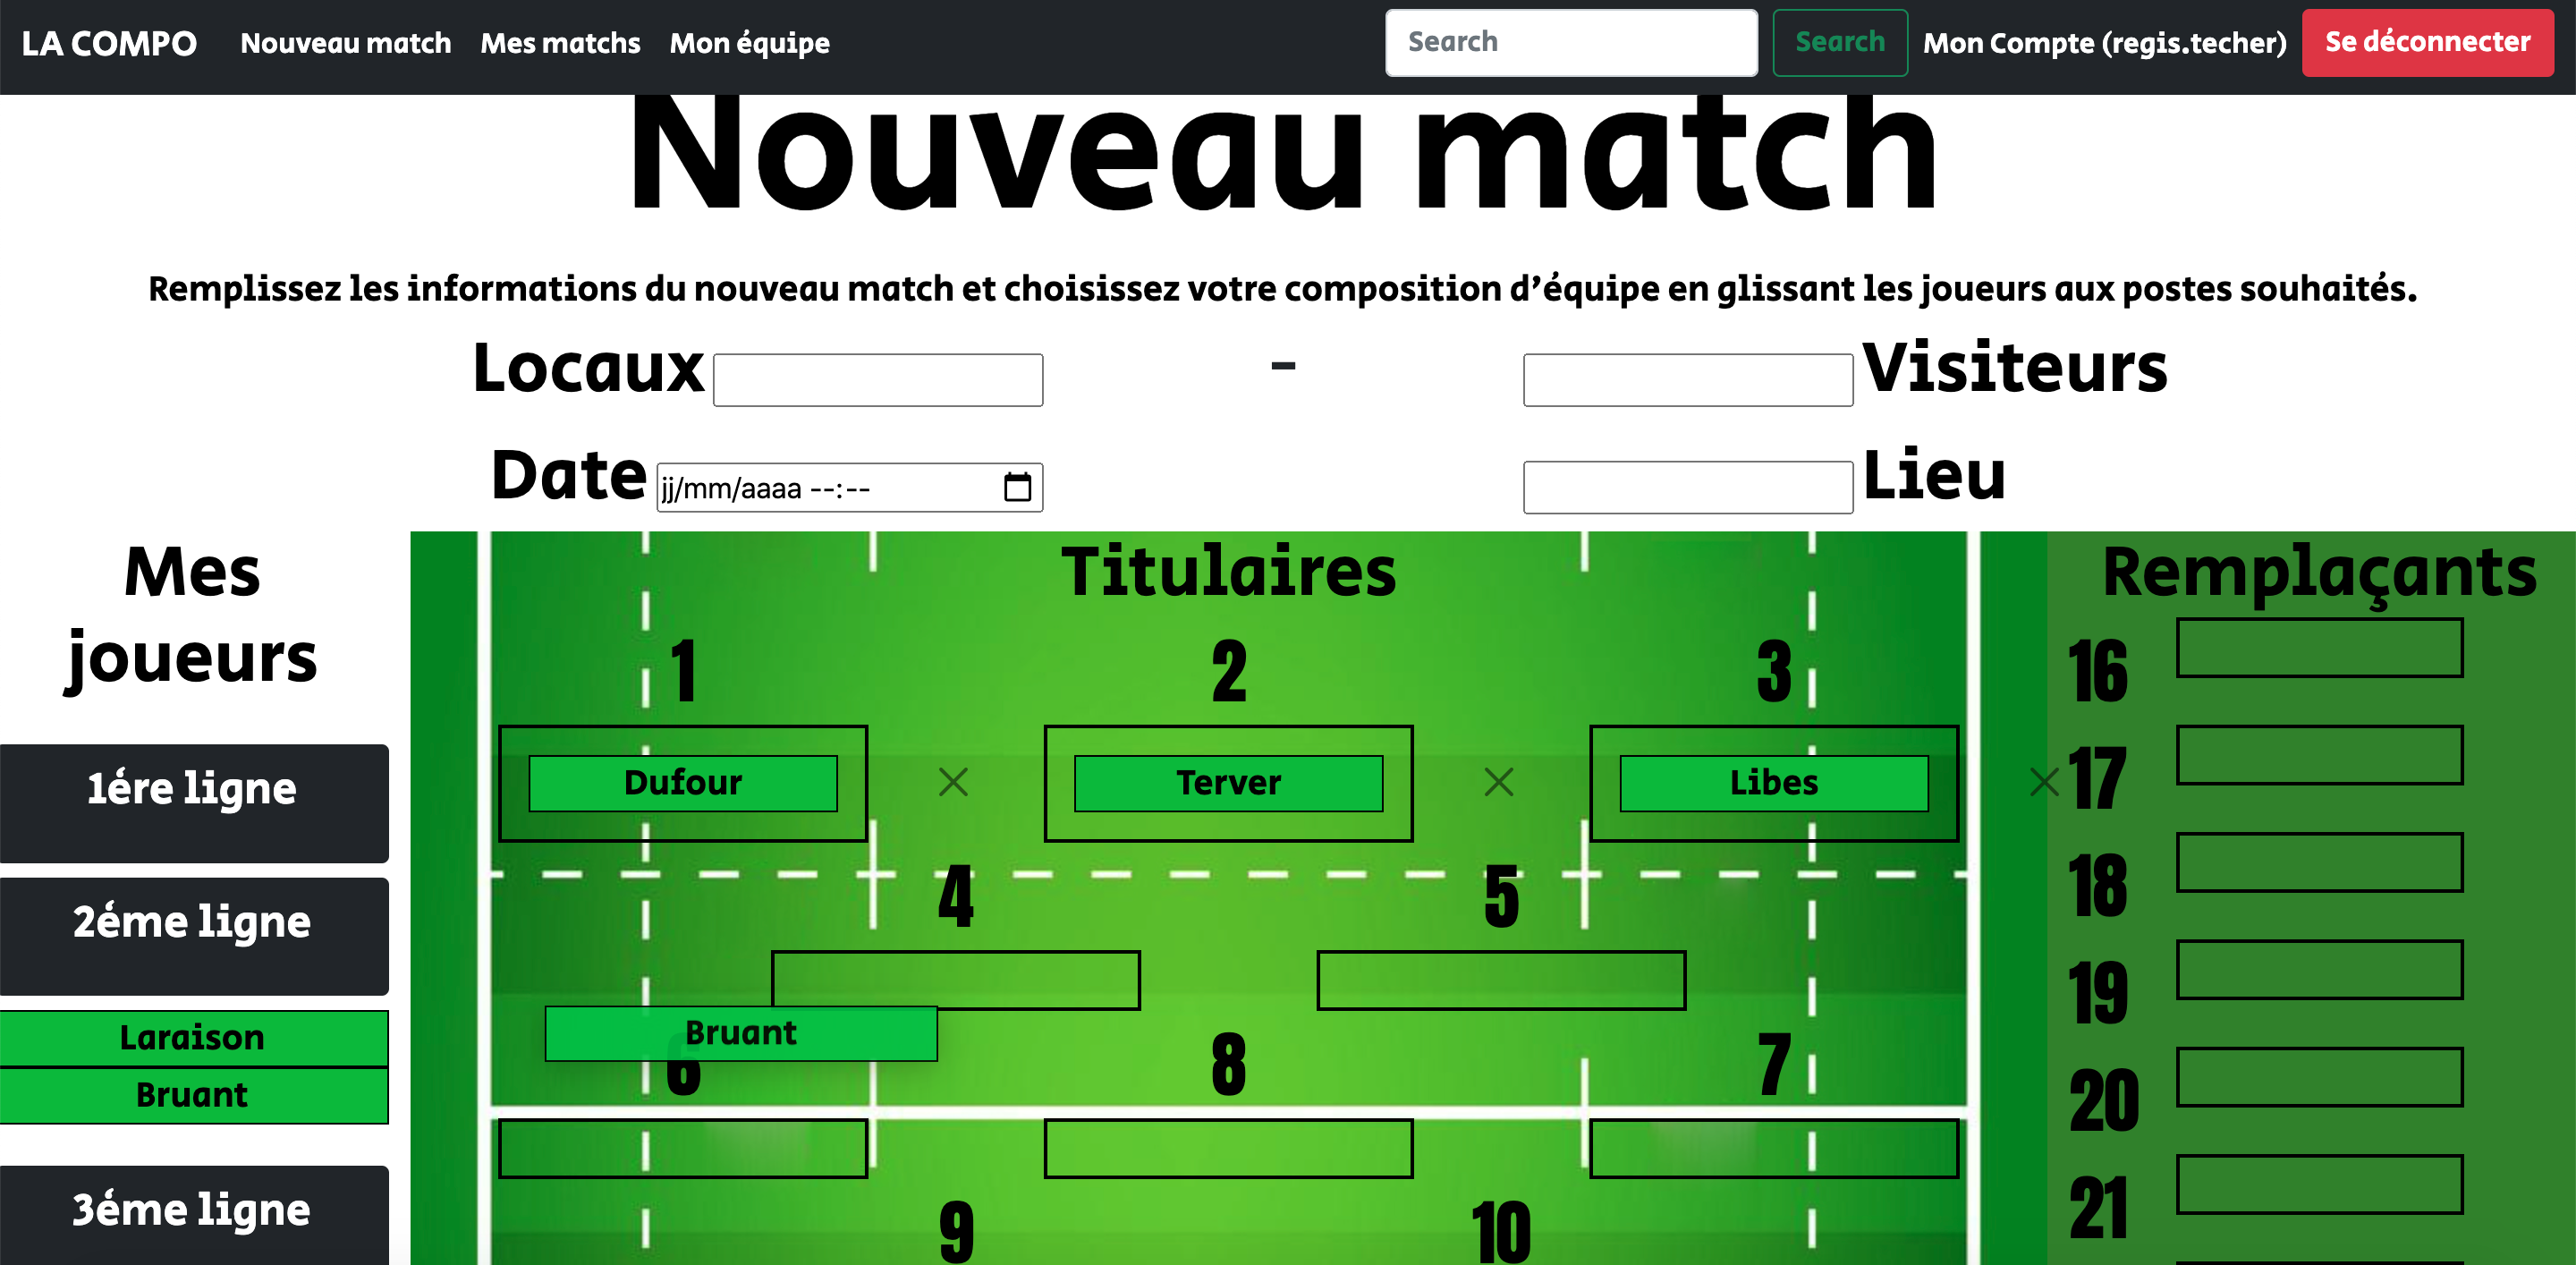 LA COMPO Nouveau match Mes matchs Mon équipe Search Search Mon Compte (regis.techer) Se déconnecter
Nouveau match
Remplissez les informations du nouveau match et choisissez votre composition d'équipe en glissant les joueurs aux postes souhaités.
Locaux - Visiteurs
Date jj/mm/aaaa --:-- Lieu
Mes
joueurs
1ére ligne
2éme ligne
Laraison
Bruant
3éme ligne
Titulaires
1 2 3
Dufour × Terver × Libes ×
4 5
Bruant
6 8 7
9 10
Remplaçants
16
17
18
19
20
21